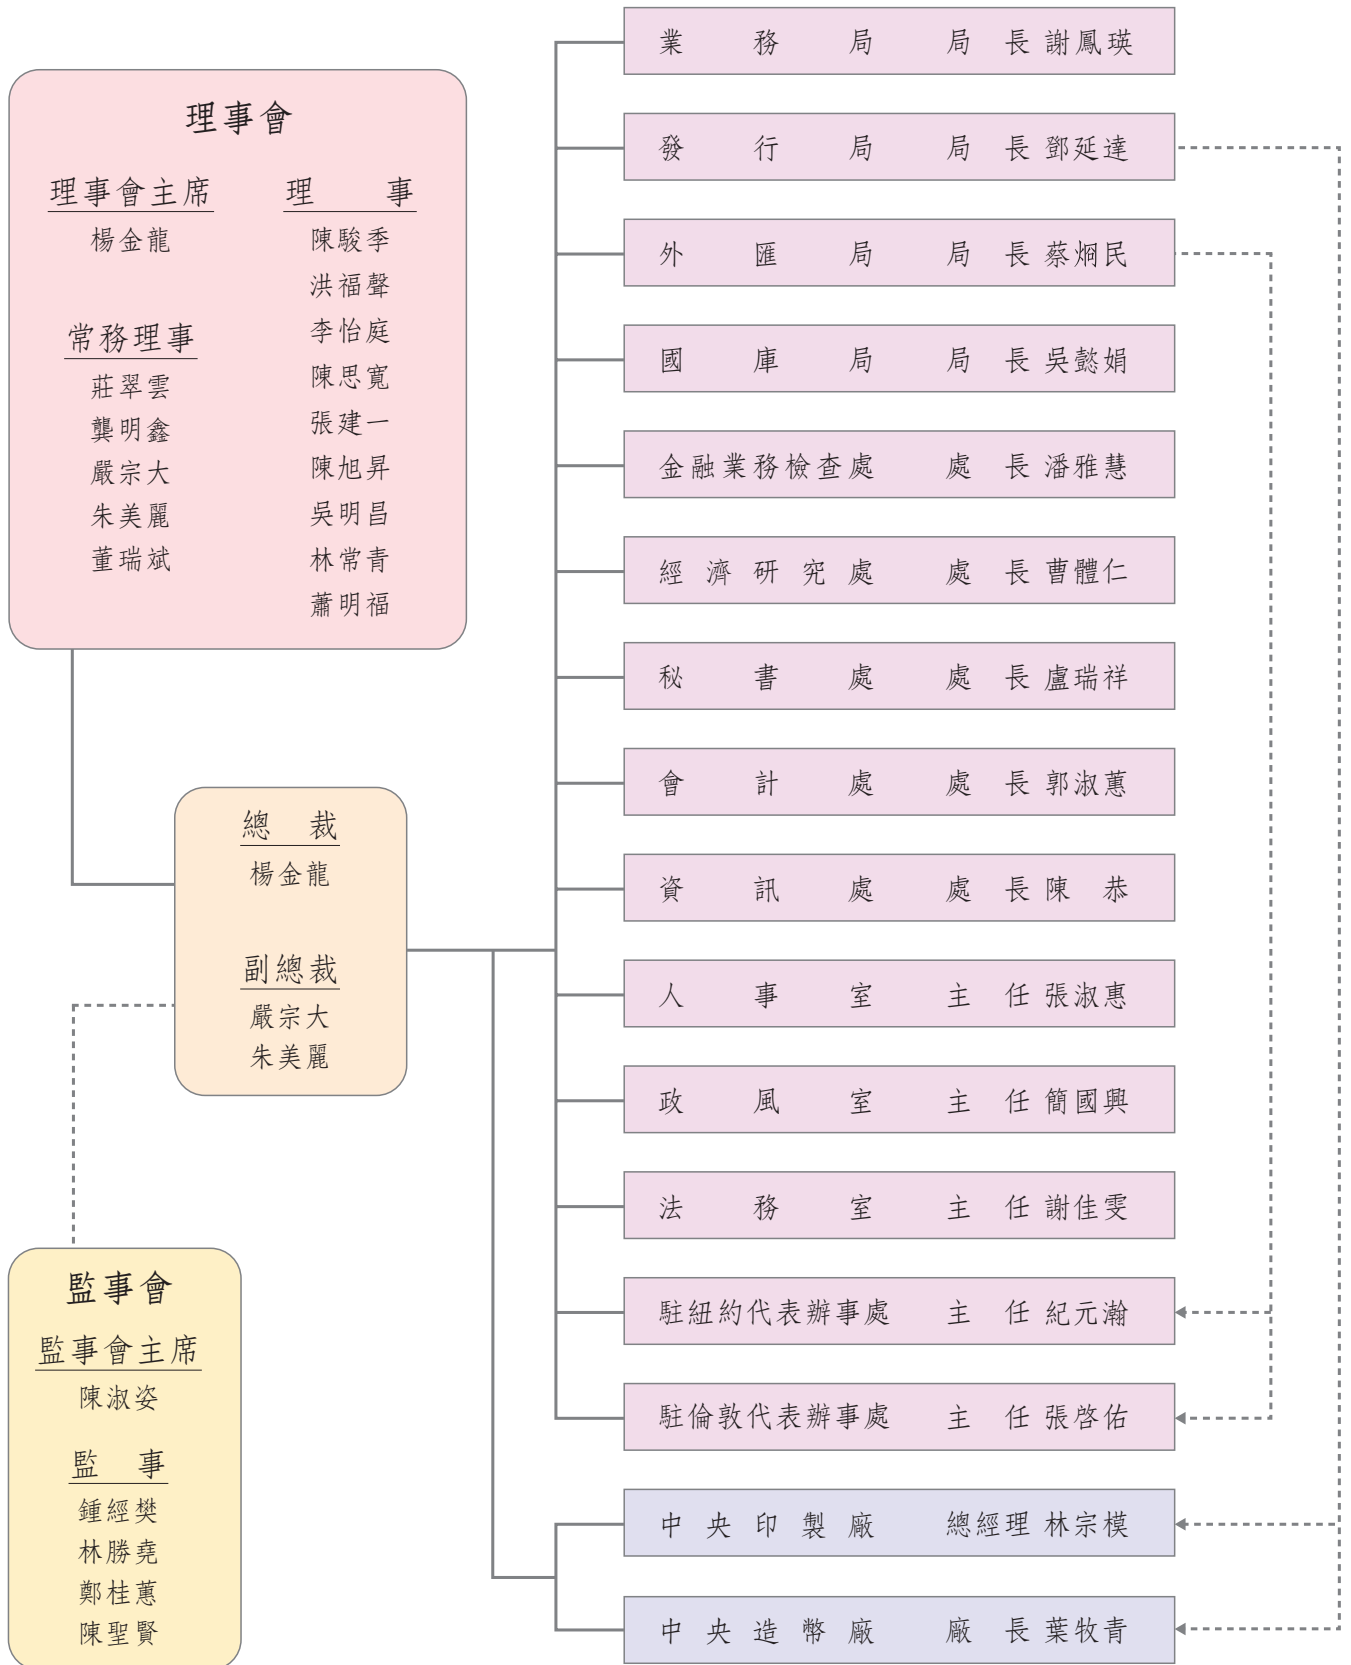 理事會
理事會主席
楊金龍
常務理事
莊翠雲
龔明鑫
嚴宗大
朱美麗
董瑞斌
理事
陳駿季
洪福聲
李怡庭
陳思寬
張建一
陳旭昇
吳明昌
林常青
蕭明福
總裁
楊金龍
副總裁
嚴宗大
朱美麗
監事會
監事會主席
陳淑姿
監事
鍾經樊
林勝堯
鄭桂蕙
陳聖賢
業務局 局長 謝鳳瑛
發行局 局長 鄧延達
外匯局 局長 蔡烱民
國庫局 局長 吳懿娟
金融業務檢查處 處長 潘雅慧
經濟研究處 處長 曹體仁
秘書處 處長 盧瑞祥
會計處 處長 郭淑蕙
資訊處 處長 陳恭
人事室 主任 張淑惠
政風室 主任 簡國興
法務室 主任 謝佳雯
駐紐約代表辦事處 主任 紀元瀚
駐倫敦代表辦事處 主任 張啓佑
中央印製廠 總經理 林宗模
中央造幣廠 廠長 葉牧青